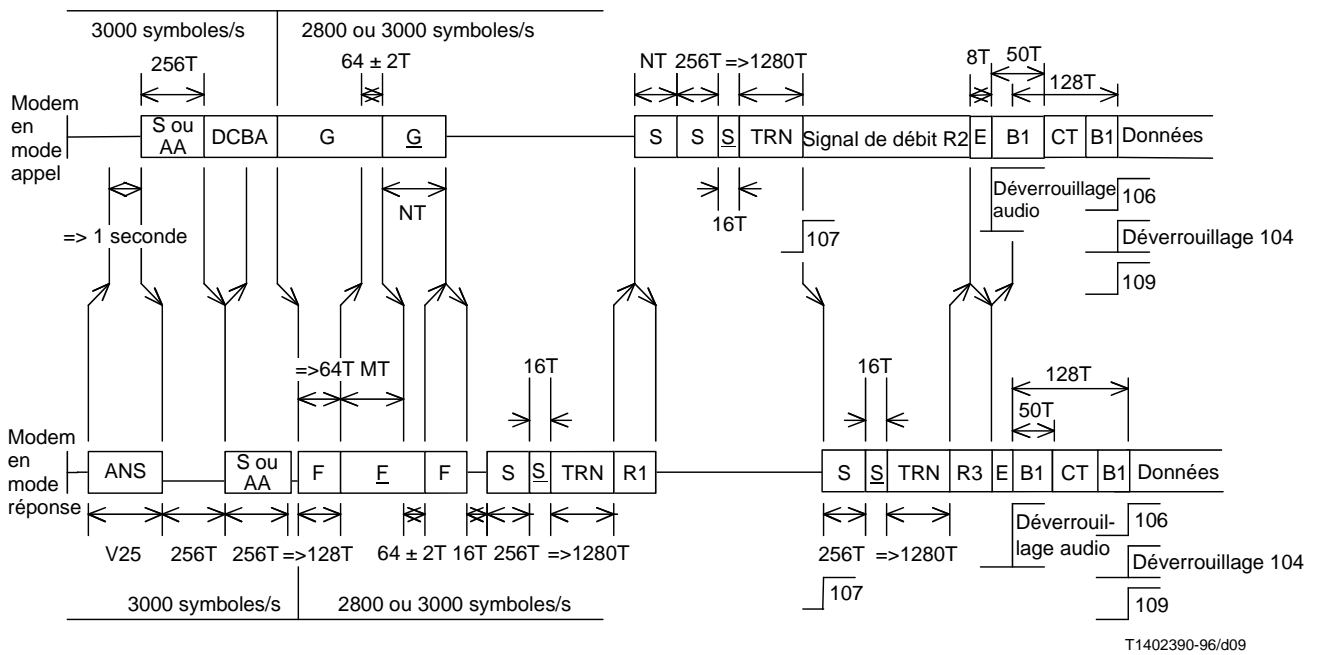 3000 symboles/s 2800 ou 3000 symboles/s
256T 64 ± 2T NT 256T =>1280T 8T 50T
128T
Modem
en
mode
appel
S ou
AA
DCBA G G S S S TRN Signal de débit R2 E B1 CT B1 Données
NT 16T
=> 1 seconde
107
Déverrouillage
audio
106
Déverrouillage 104
109
=>64T MT 16T 16T 128T
50T
Modem
en
mode
réponse
ANS
S ou
AA
F F F S S TRN R1 S S TRN R3 E B1 CT B1 Données
V25 256T 256T =>128T 64 ± 2T 16T 256T =>1280T 256T =>1280T
107
Déverrouil-
lage audio
106
Déverrouillage 104
109
3000 symboles/s 2800 ou 3000 symboles/s
T1402390-96/d09